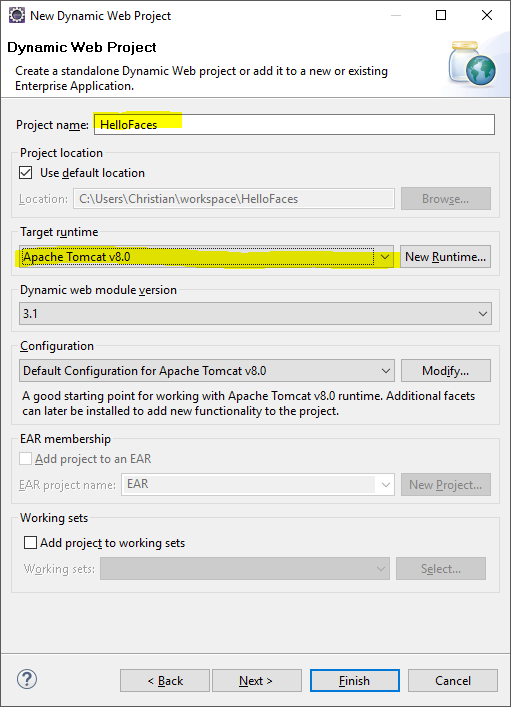 New Dynamic Web Project
Dynamic Web Project
Create a standalone Dynamic Web project or add it to a new or existing
Enterprise Application.
Project name: HelloFaces
Project location
Use default location
Location: C:\Users\Christian\workspace\HelloFaces Browse...
Target runtime
Apache Tomcat v8.0 New Runtime...
Dynamic web module version
3.1
Configuration
Default Configuration for Apache Tomcat v8.0 Modify...
A good starting point for working with Apache Tomcat v8.0 runtime. Additional facets
can later be installed to add new functionality to the project.
EAR membership
Add project to an EAR
EAR project name: EAR New Project...
Working sets
Add project to working sets
Working sets: Select...
? < Back Next > Finish Cancel